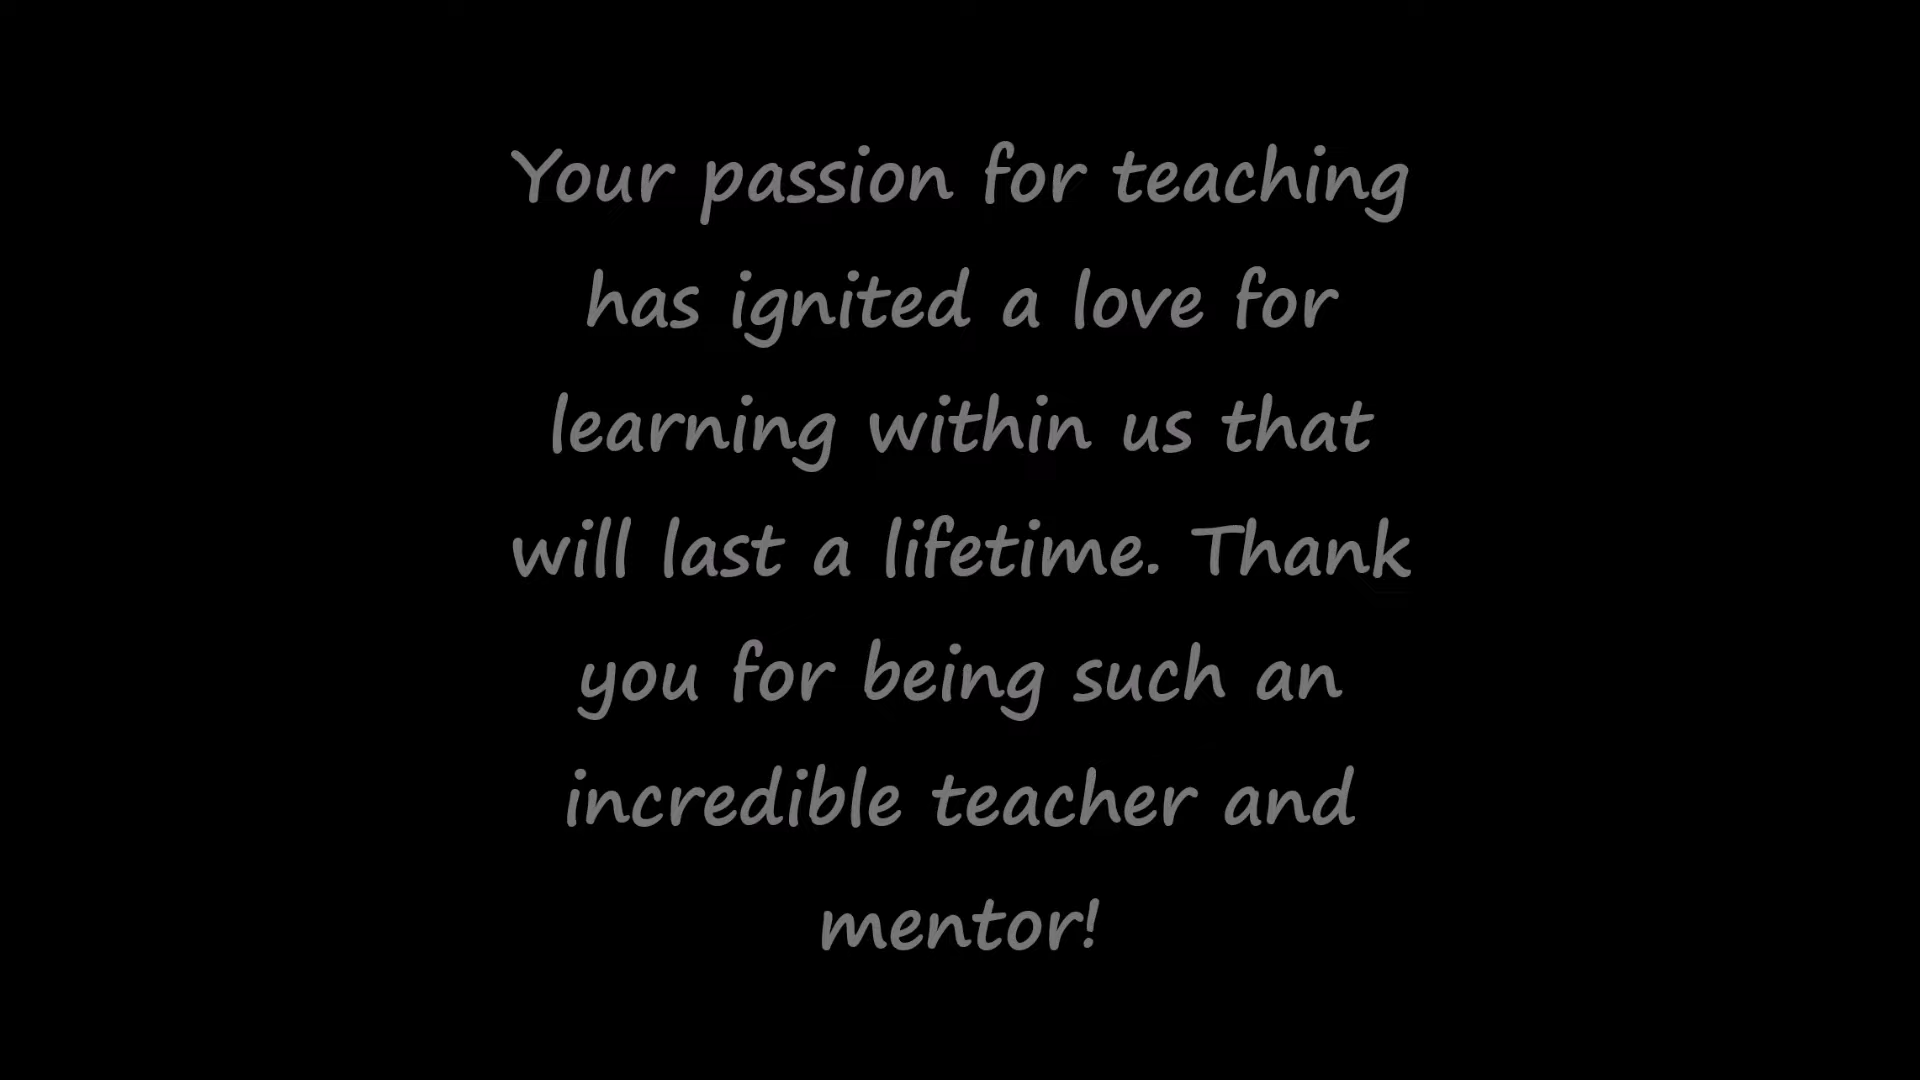 Your passion for teaching
has ignited a love for
learning within us that
will last a lifetime. Thank
you for being such an
incredible teacher and
mentor!